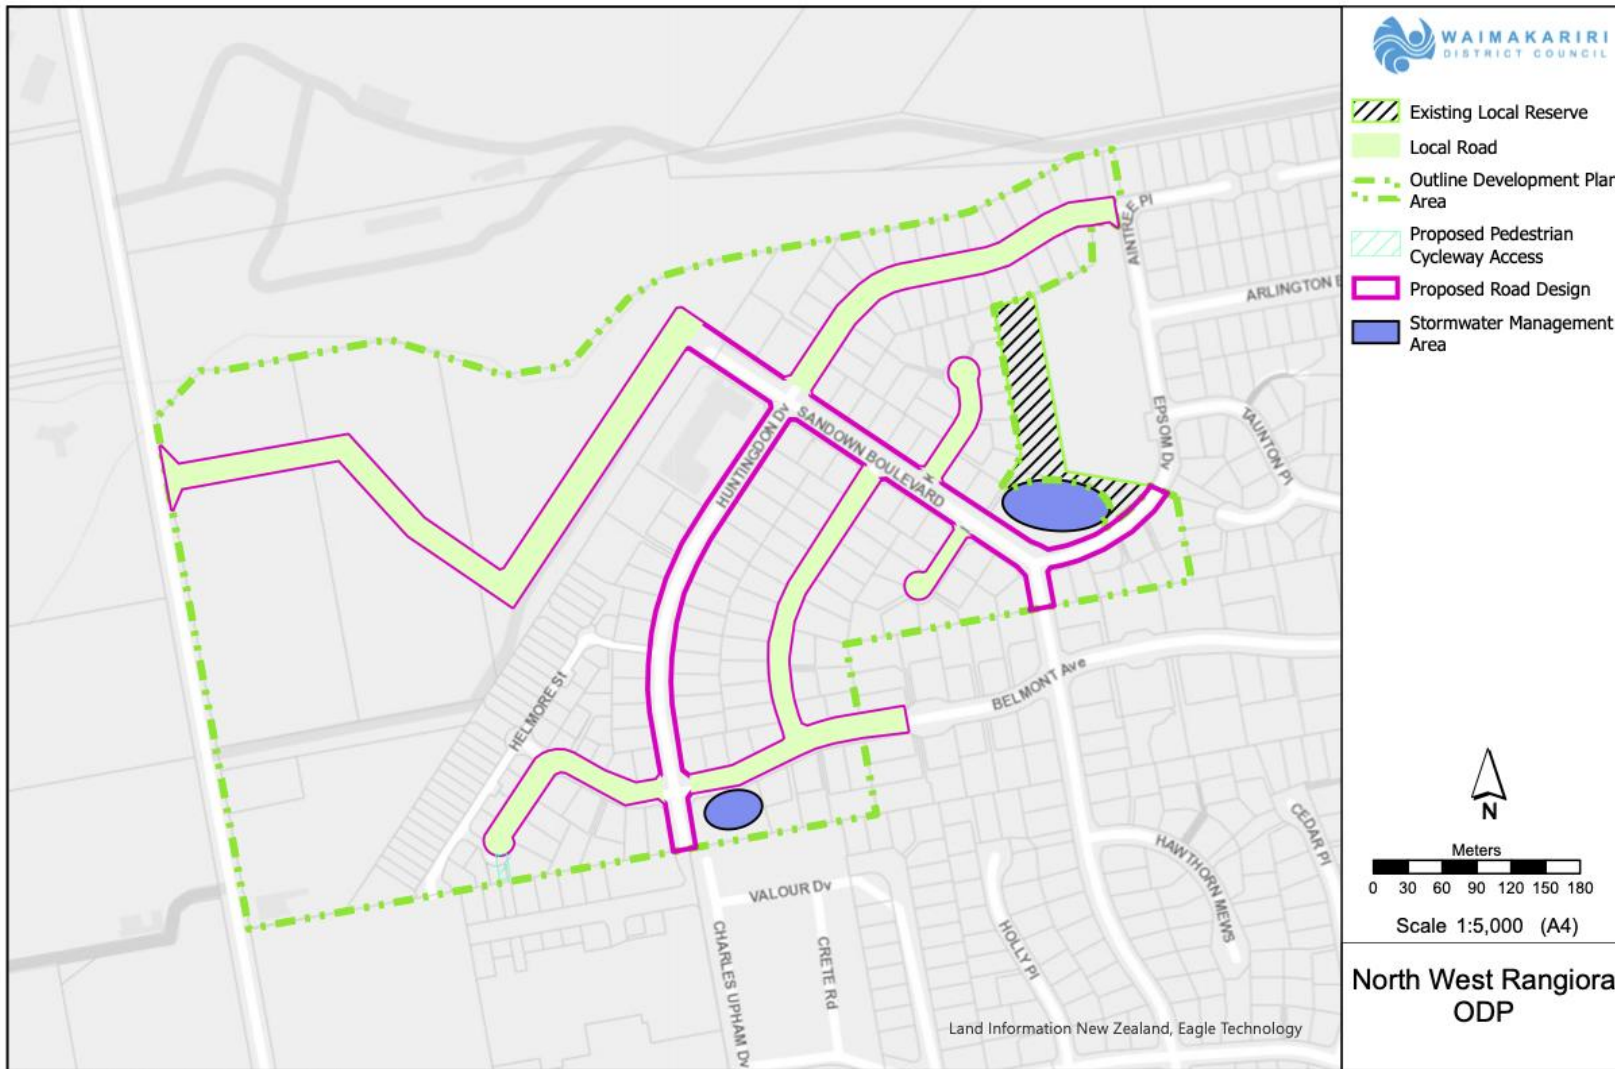 WAIMAKARIRI
DISTRICT COUNCIL
Existing Local Reserve
Local Road
Outline Development Plan
Area
Proposed Pedestrian
Cycleway Access
Proposed Road Design
Stormwater Management
Area
N
Meters
0 30 60 90 120 150 180
Scale 1:5,000 (A4)
North West Rangiora
ODP
AINTREE Pl
ARLINGTON
EPSOM Dv
TAUNTON Pl
HUNTINGDON Dv
SANDOWN BOULEVARD
HELMORE St
BELMONT Ave
VALOUR Dv
CHARLES UPHAM Dv
CRETE Rd
HOLLY Pl
HAWTHORN MEWS
CEDAR Pl
Land Information New Zealand, Eagle Technology